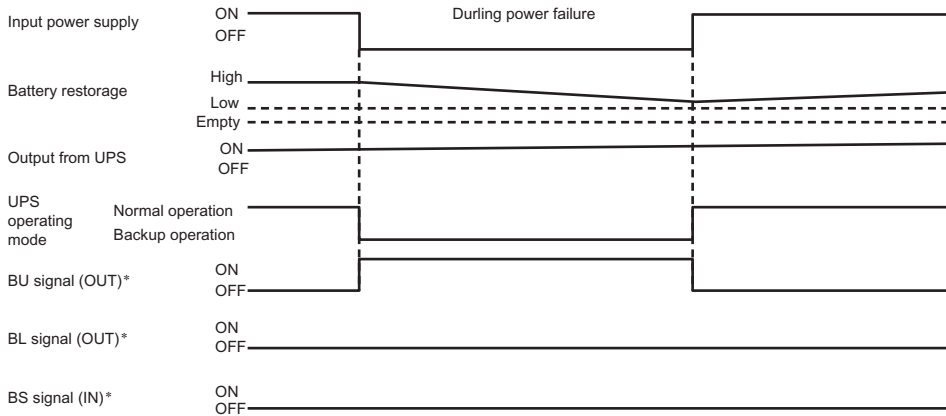 Input power supply
ON
OFF
Durling power failure
Battery restorage
High
Low
Empty
Output from UPS
ON
OFF
UPS
operating
mode
Normal operation
Backup operation
BU signal (OUT)*
ON
OFF
BL signal (OUT)*
ON
OFF
BS signal (IN)*
ON
OFF